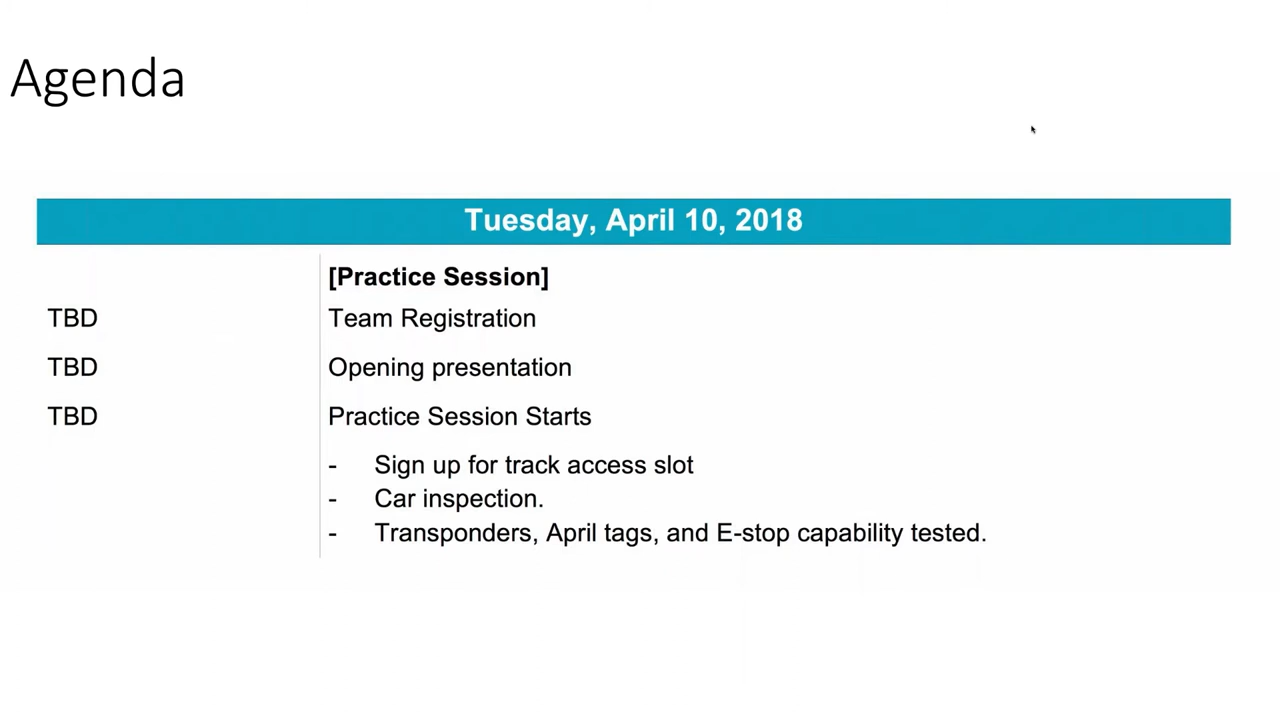 Agenda
Tuesday, April 10, 2018
[Practice Session]
TBD Team Registration
TBD Opening presentation
TBD Practice Session Starts
- Sign up for track access slot
- Car inspection.
- Transponders, April tags, and E-stop capability tested.